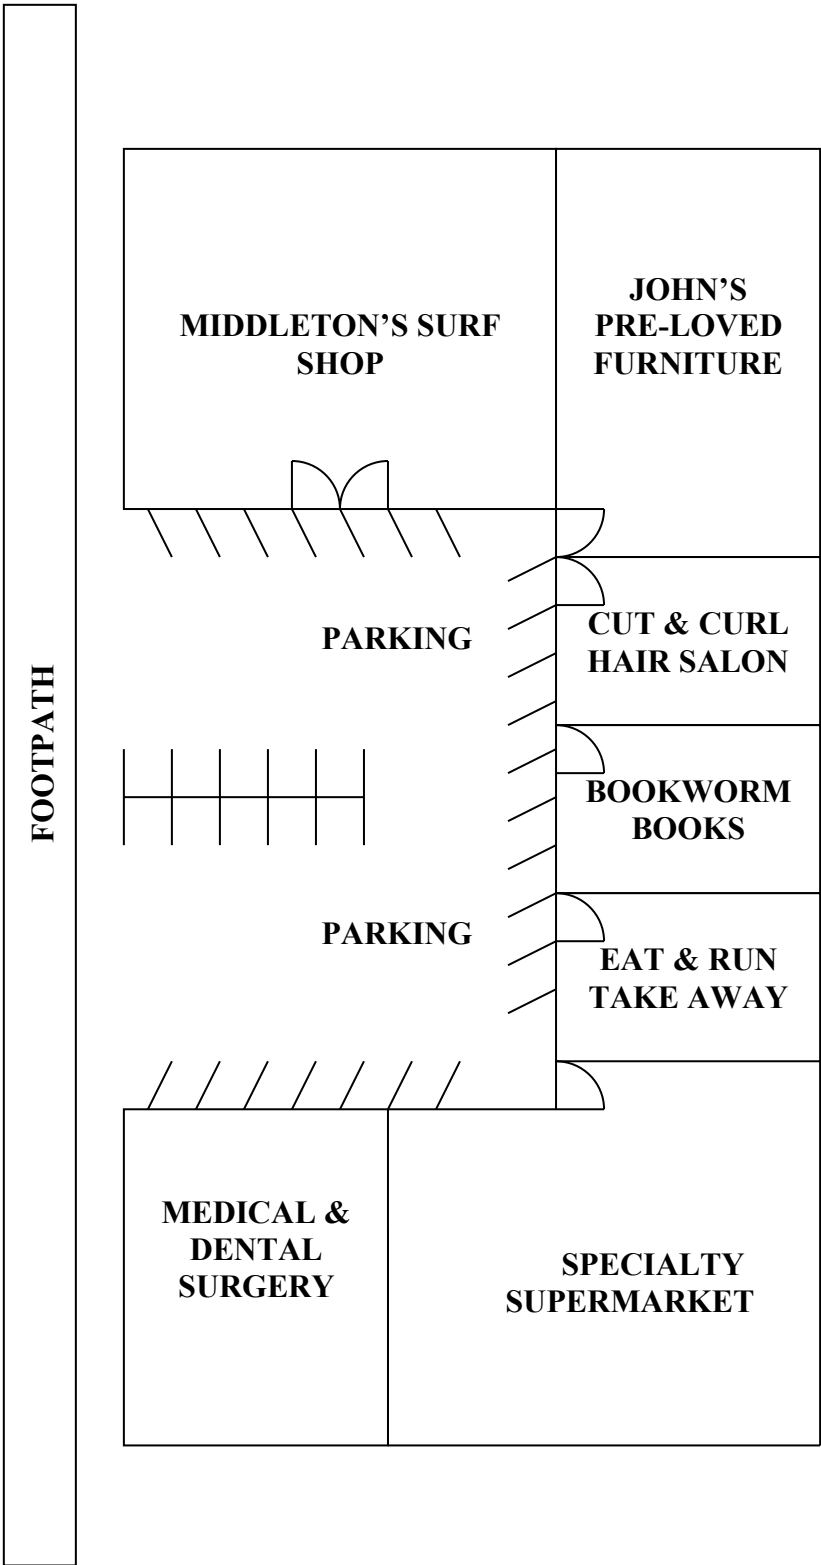 MIDDLETON’S SURF
SHOP
JOHN’S
PRE-LOVED
FURNITURE
FOOTPATH
PARKING
CUT & CURL
HAIR SALON
BOOKWORM
BOOKS
PARKING
EAT & RUN
TAKE AWAY
MEDICAL &
DENTAL
SURGERY
SPECIALTY
SUPERMARKET